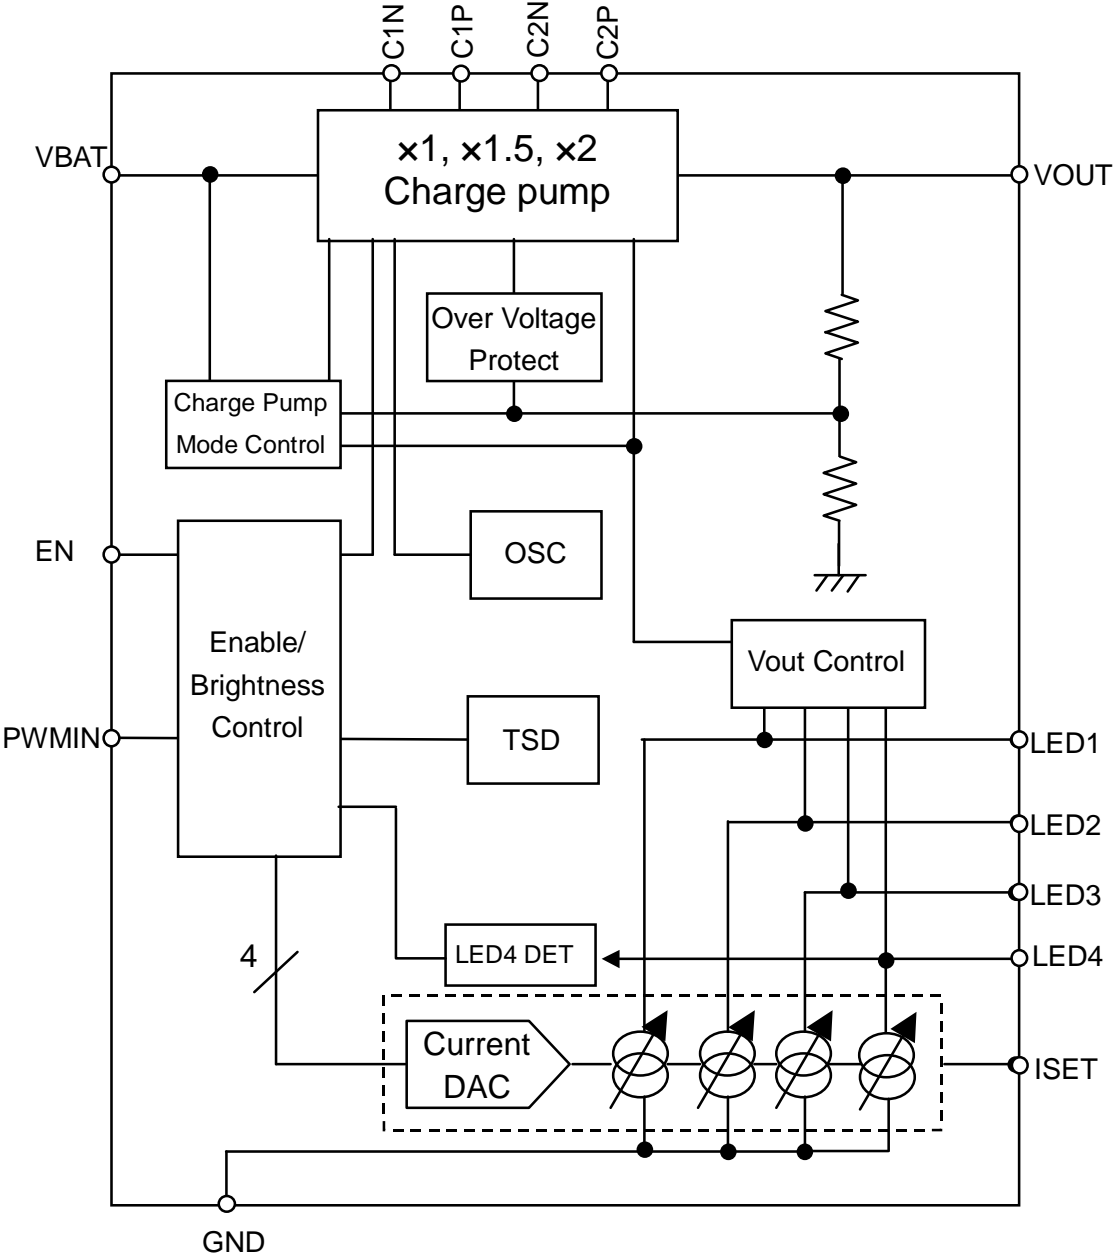 C1N
C1P
C2N
C2P
×1, ×1.5, ×2
Charge pump
VBAT
VOUT
Over Voltage
Protect
Charge Pump
Mode Control
EN
OSC
Enable/
Brightness
Control
Vout Control
PWMIN
TSD
LED1
LED2
LED3
4
LED4 DET
LED4
Current
DAC
ISET
GND